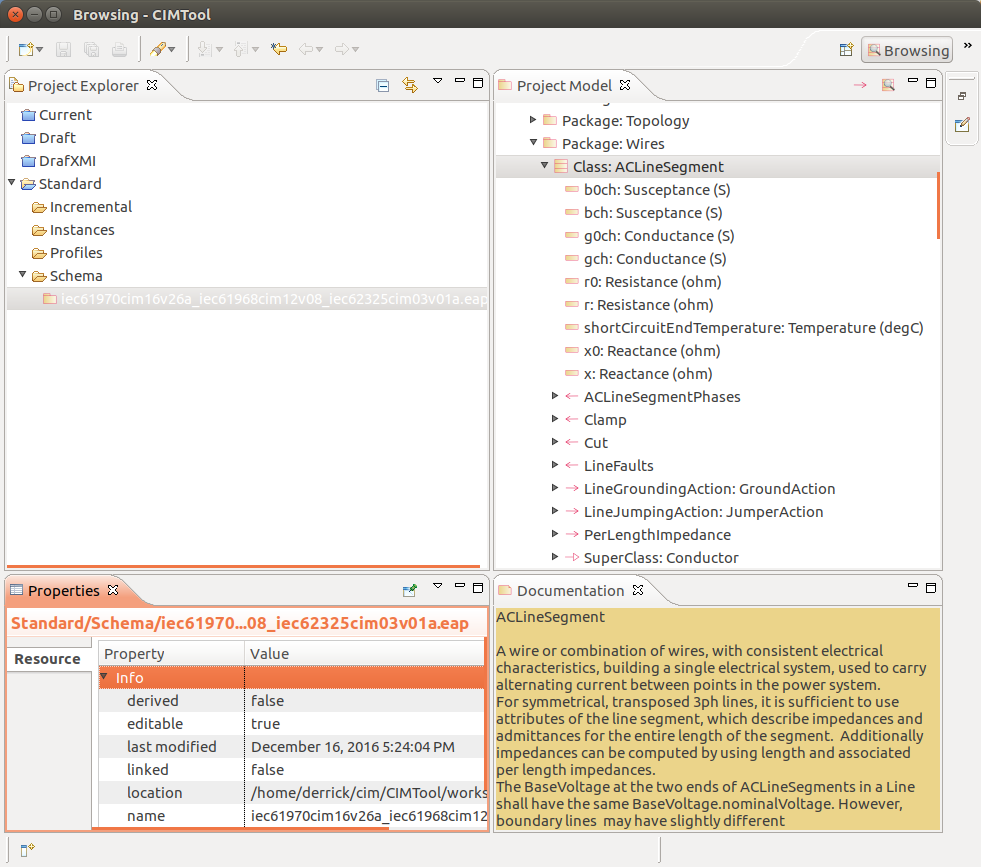 Browsing - CIMTool
Browsing
»
Project Explorer
Current
Draft
DrafXMI
Standard
Incremental
Instances
Profiles
Schema
iec61970cim16v26a_iec61968cim12v08_iec62325cim03v01a.eap
Project Model
Package: Topology
Package: Wires
Class: ACLineSegment
b0ch: Susceptance (S)
bch: Susceptance (S)
g0ch: Conductance (S)
gch: Conductance (S)
r0: Resistance (ohm)
r: Resistance (ohm)
shortCircuitEndTemperature: Temperature (degC)
x0: Reactance (ohm)
x: Reactance (ohm)
ACLineSegmentPhases
Clamp
Cut
LineFaults
LineGroundingAction: GroundAction
LineJumpingAction: JumperAction
PerLengthImpedance
SuperClass: Conductor
Properties
Standard/Schema/iec61970...08_iec62325cim03v01a.eap
Resource
Property Value
Info
derived false
editable true
last modified December 16, 2016 5:24:04 PM
linked false
location /home/derrick/cim/CIMTool/works
name iec61970cim16v26a_iec61968cim12
Documentation
ACLineSegment
A wire or combination of wires, with consistent electrical
characteristics, building a single electrical system, used to carry
alternating current between points in the power system.
For symmetrical, transposed 3ph lines, it is sufficient to use
attributes of the line segment, which describe impedances and
admittances for the entire length of the segment.  Additionally
impedances can be computed by using length and associated
per length impedances.
The BaseVoltage at the two ends of ACLineSegments in a Line
shall have the same BaseVoltage.nominalVoltage. However,
boundary lines  may have slightly different